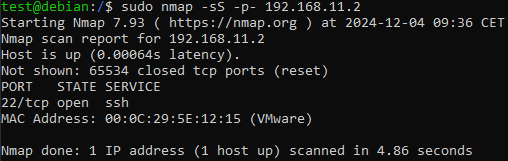 test@debian:/$ sudo nmap -sS -p- 192.168.11.2
Starting Nmap 7.93 ( https://nmap.org ) at 2024-12-04 09:36 CET
Nmap scan report for 192.168.11.2
Host is up (0.00064s latency).
Not shown: 65534 closed tcp ports (reset)
PORT   STATE SERVICE
22/tcp open  ssh
MAC Address: 00:0C:29:5E:12:15 (VMware)
Nmap done: 1 IP address (1 host up) scanned in 4.86 seconds